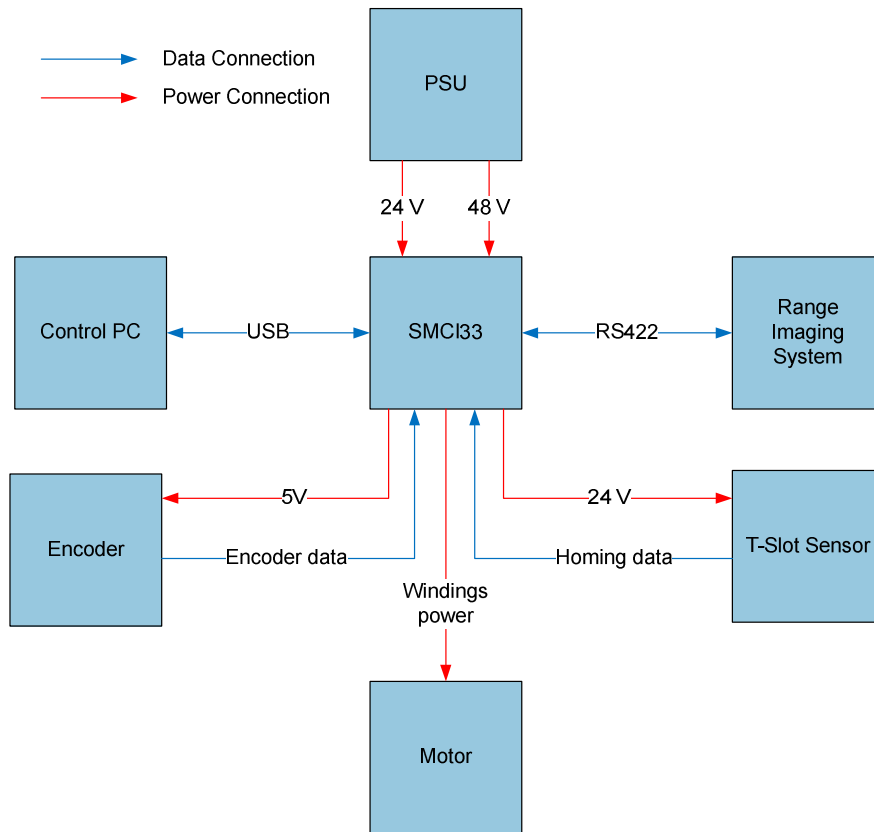 Data Connection
Power Connection
PSU
24 V
48 V
Control PC
USB
SMCI33
RS422
Range
Imaging
System
5V
24 V
Encoder
Encoder data
Homing data
T-Slot Sensor
Windings
power
Motor